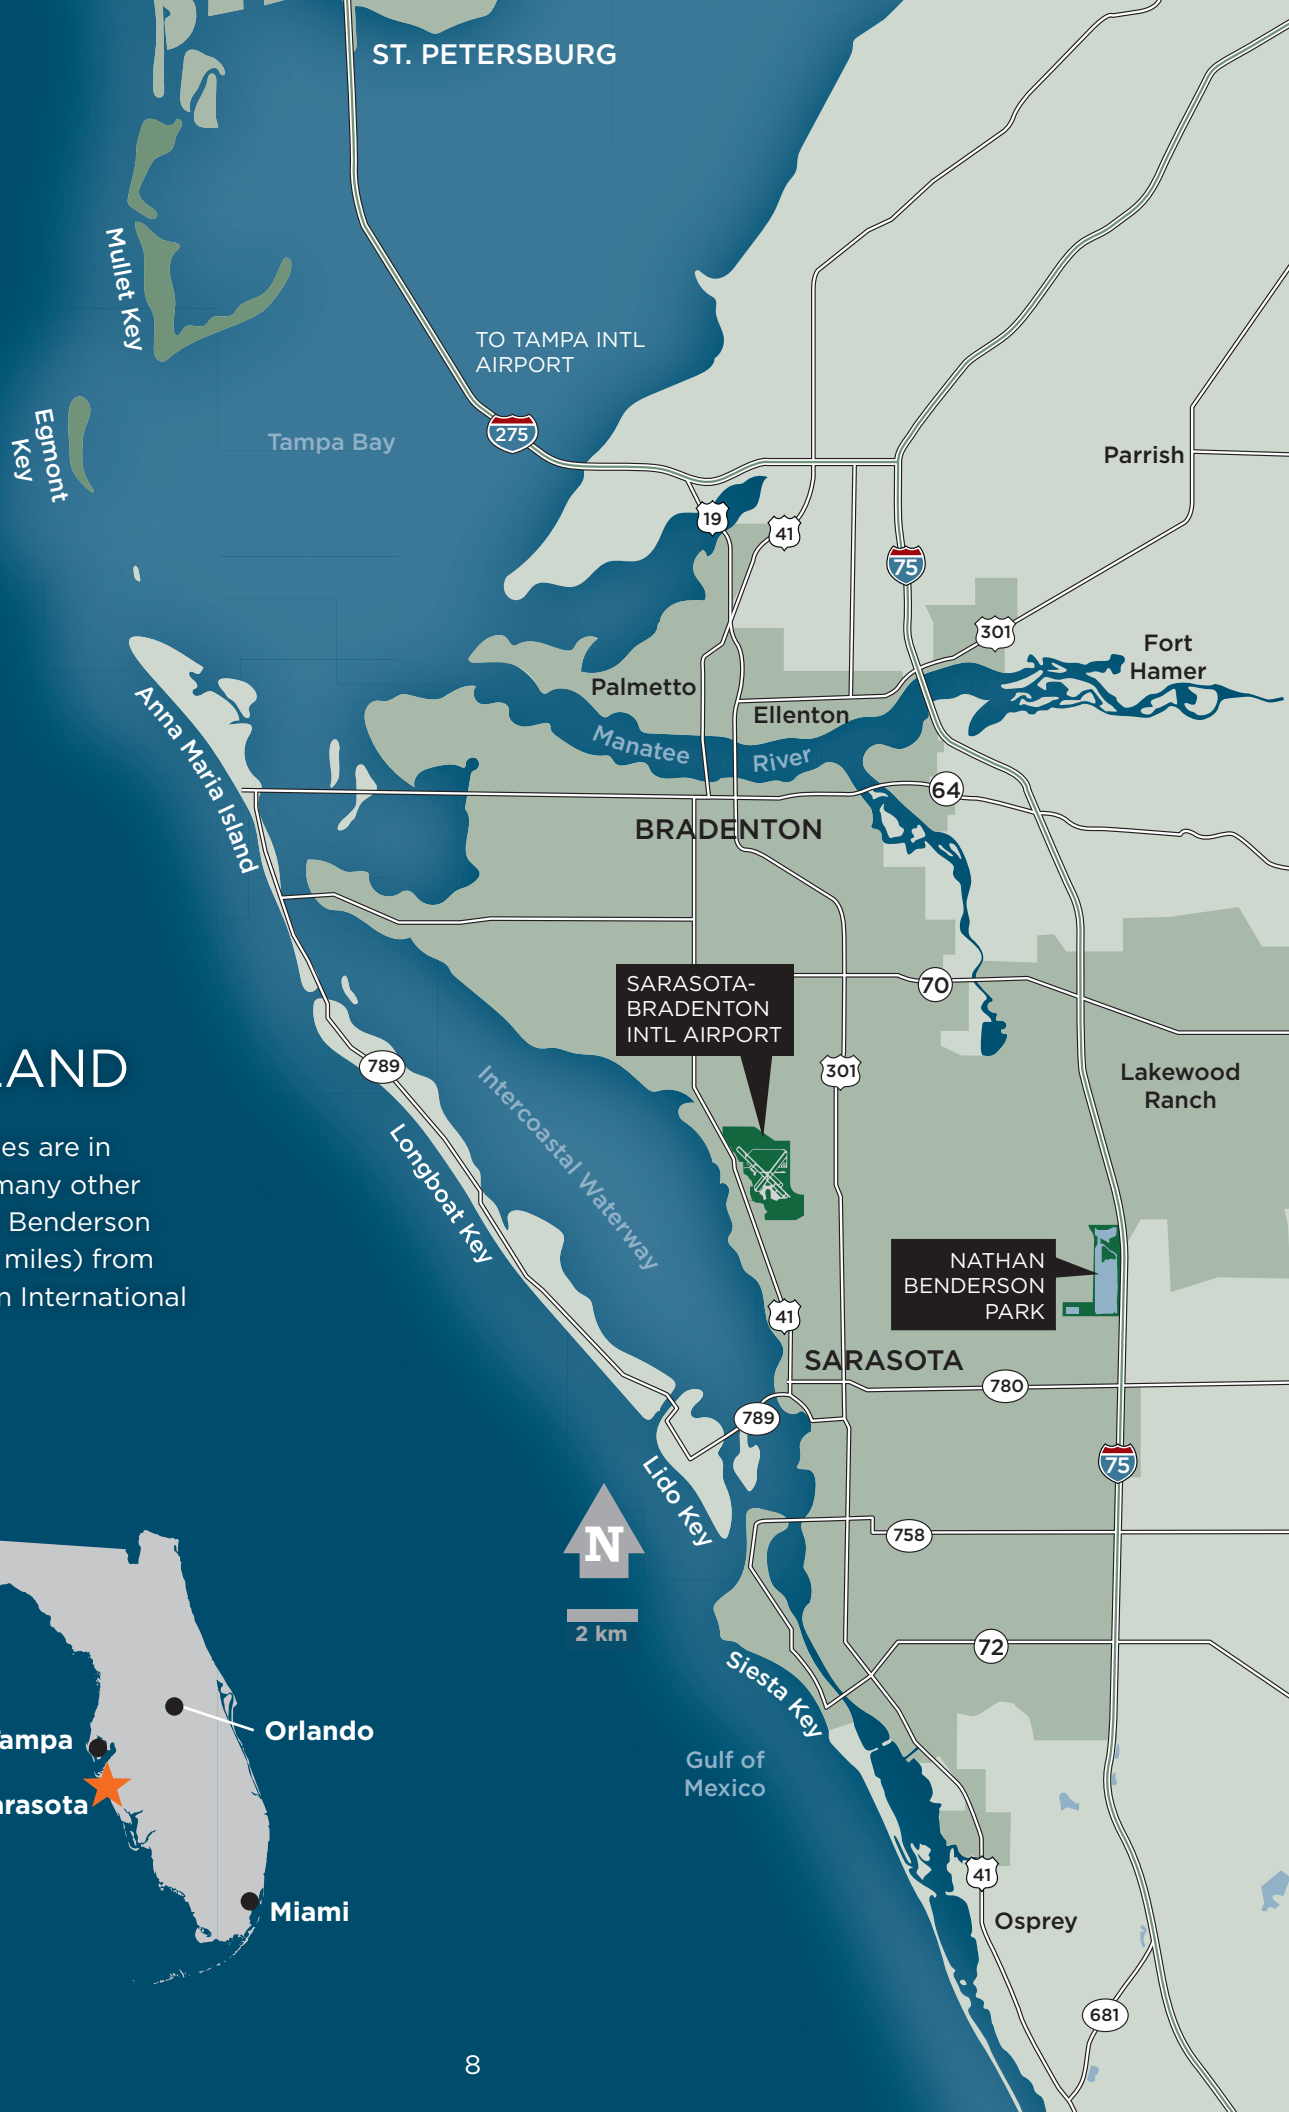 ST. PETERSBURG
Mullet Key
TO TAMPA INTL
AIRPORT
275
Tampa Bay
Egmont
Key
Parrish
19
41
75
301
Fort
Hamer
Palmetto
Ellenton
Manatee River
Anna Maria Island
64
BRADENTON
SARASOTA-
BRADENTON
INTL AIRPORT
70
789
301
Lakewood
Ranch
Intercoastal Waterway
Longboat Key
NATHAN
BENDERSON
PARK
41
SARASOTA
780
789
75
Lido Key
N
2 km
758
72
Siesta Key
Gulf of
Mexico
41
Osprey
681
LAND
es are in
many other
Benderson
miles) from
n International
Orlando
ampa
arasota
Miami
8